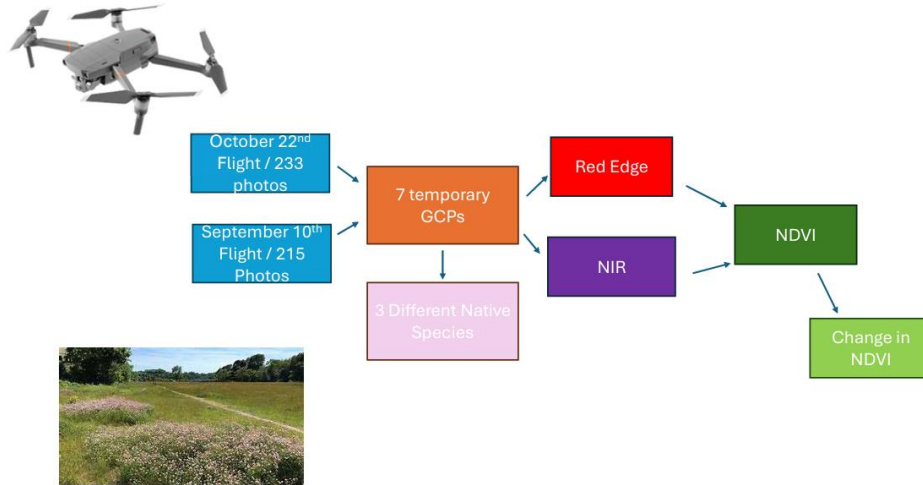 October 22nd
Flight / 233
photos
September 10th
Flight / 215
Photos
7 temporary
GCPs
3 Different Native
Species
Red Edge
NIR
NDVI
Change in
NDVI